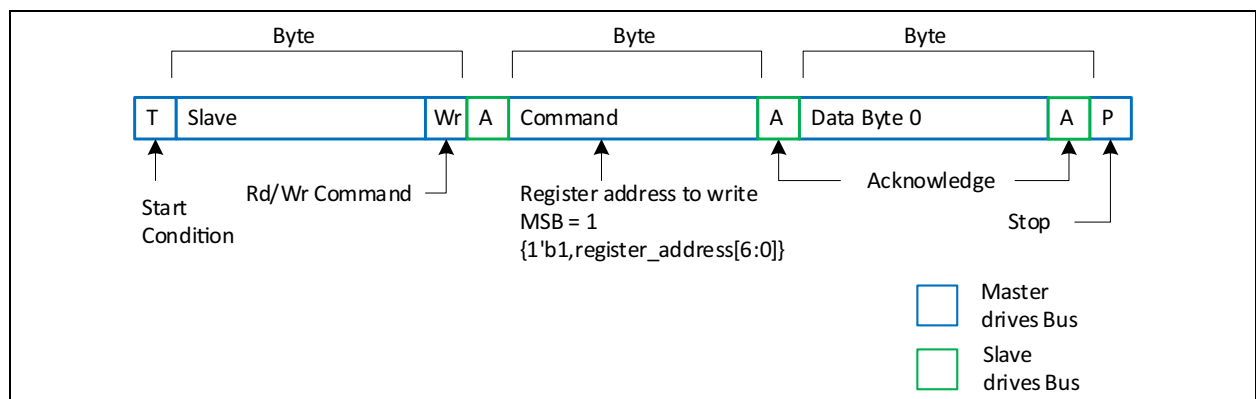 Byte
Byte
Byte
T Slave Wr A Command A Data Byte 0 A P
Start
Condition
Rd/Wr Command
Register address to write
MSB = 1
{1'b1,register_address[6:0]}
Acknowledge
Stop
Master
drives Bus
Slave
drives Bus